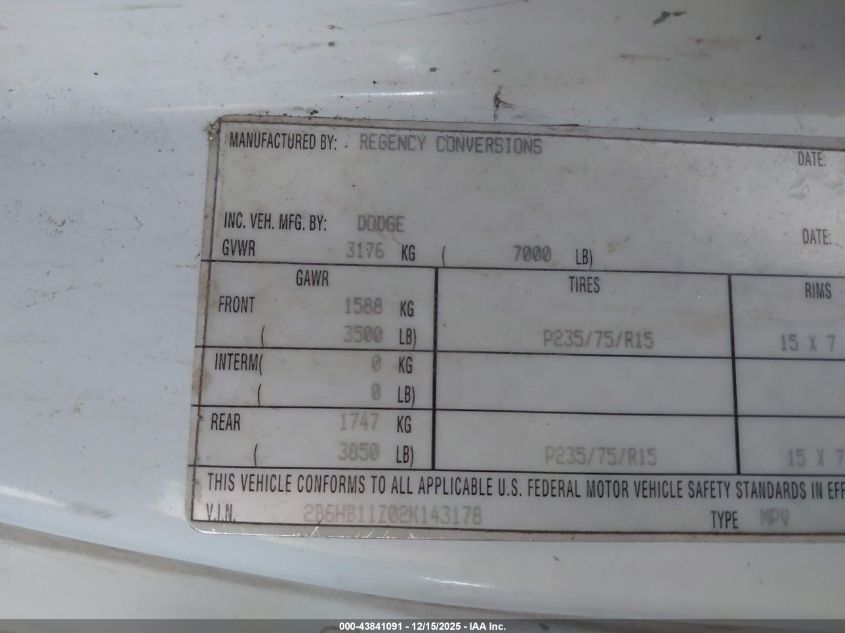 MANUFACTURED BY: - REGENCY CONVERSIONS DATE:
INC. VEH. MFG. BY: DODGE DATE:
GVWR 3176 KG ( 7000 LB)
GAWR TIRES RIMS
FRONT 1588 KG
( 3500 LB) P235/75/R15 15 X 7
INTERM( 0 KG
( 0 LB)
REAR 1747 KG
( 3850 LB) P235/75/R15 15 X 7
THIS VEHICLE CONFORMS TO ALL APPLICABLE U.S. FEDERAL MOTOR VEHICLE SAFETY STANDARDS IN EFF
V.I.N. 2B6HB11Z02K143178 TYPE MPV
000-43841091 - 12/15/2025 - IAA Inc.